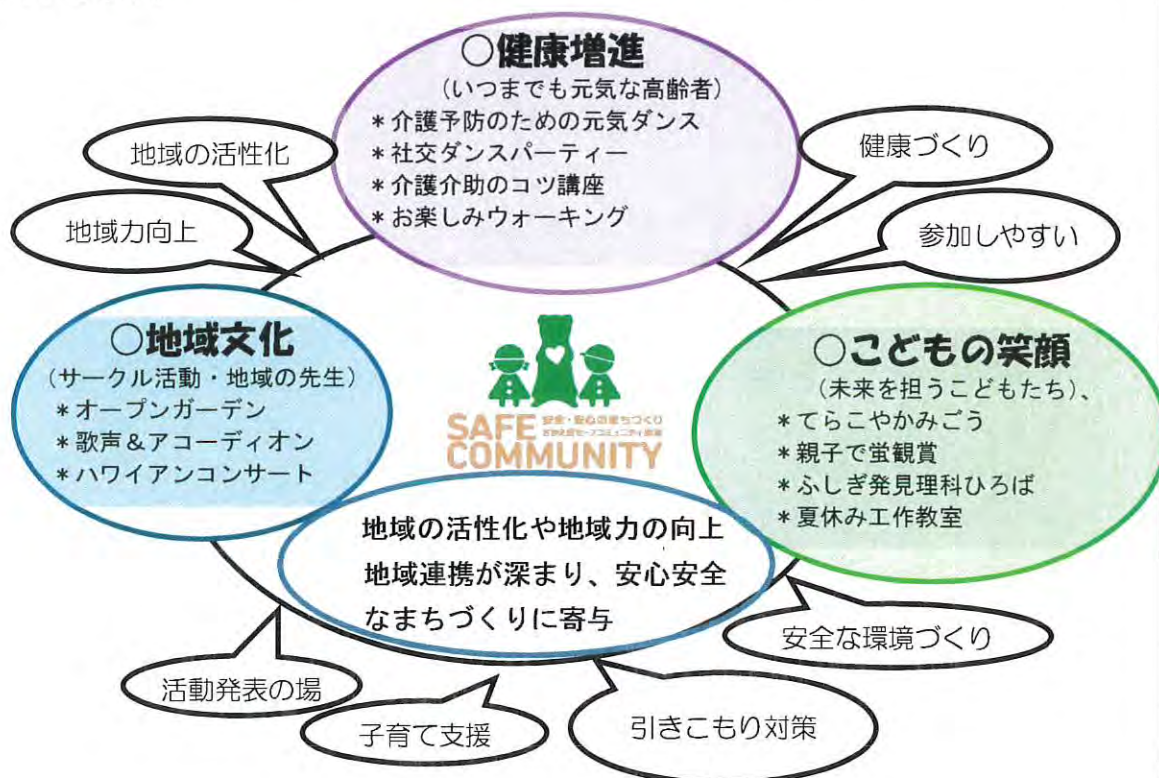 ○健康増進
(いつまでも元気な高齢者)
*介護予防のための元気ダンス
*社交ダンスパーティー
*介護介助のコツ講座
*お楽しみウォーキング
地域の活性化
地域力向上
健康づくり
参加しやすい
○地域文化
(サークル活動・地域の先生)
*オープンガーデン
*歌声&アコーディオン
*ハワイアンコンサート
SAFE
安全・安心のまちづくり
COMMUNITY
○こどもの笑顔
(未来を担うこどもたち)、
*てらこやかみごう
*親子で蛍観賞
*ふしぎ発見理科ひろば
*夏休み工作教室
地域の活性化や地域力の向上
地域連携が深まり、安心安全
なまちづくりに寄与
安全な環境づくり
活動発表の場
子育て支援
引きこもり対策